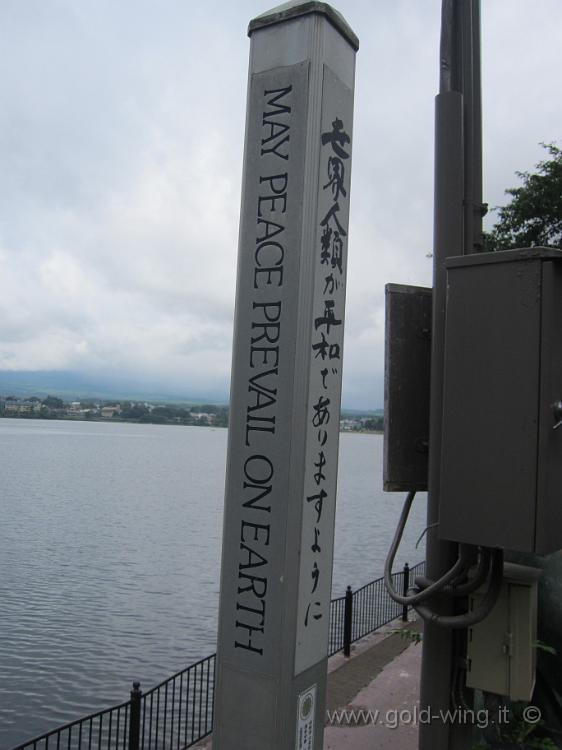 MAY PEACE PREVAIL ON EARTH
世界人類が平和でありますように
© www.gold-wing.it ©